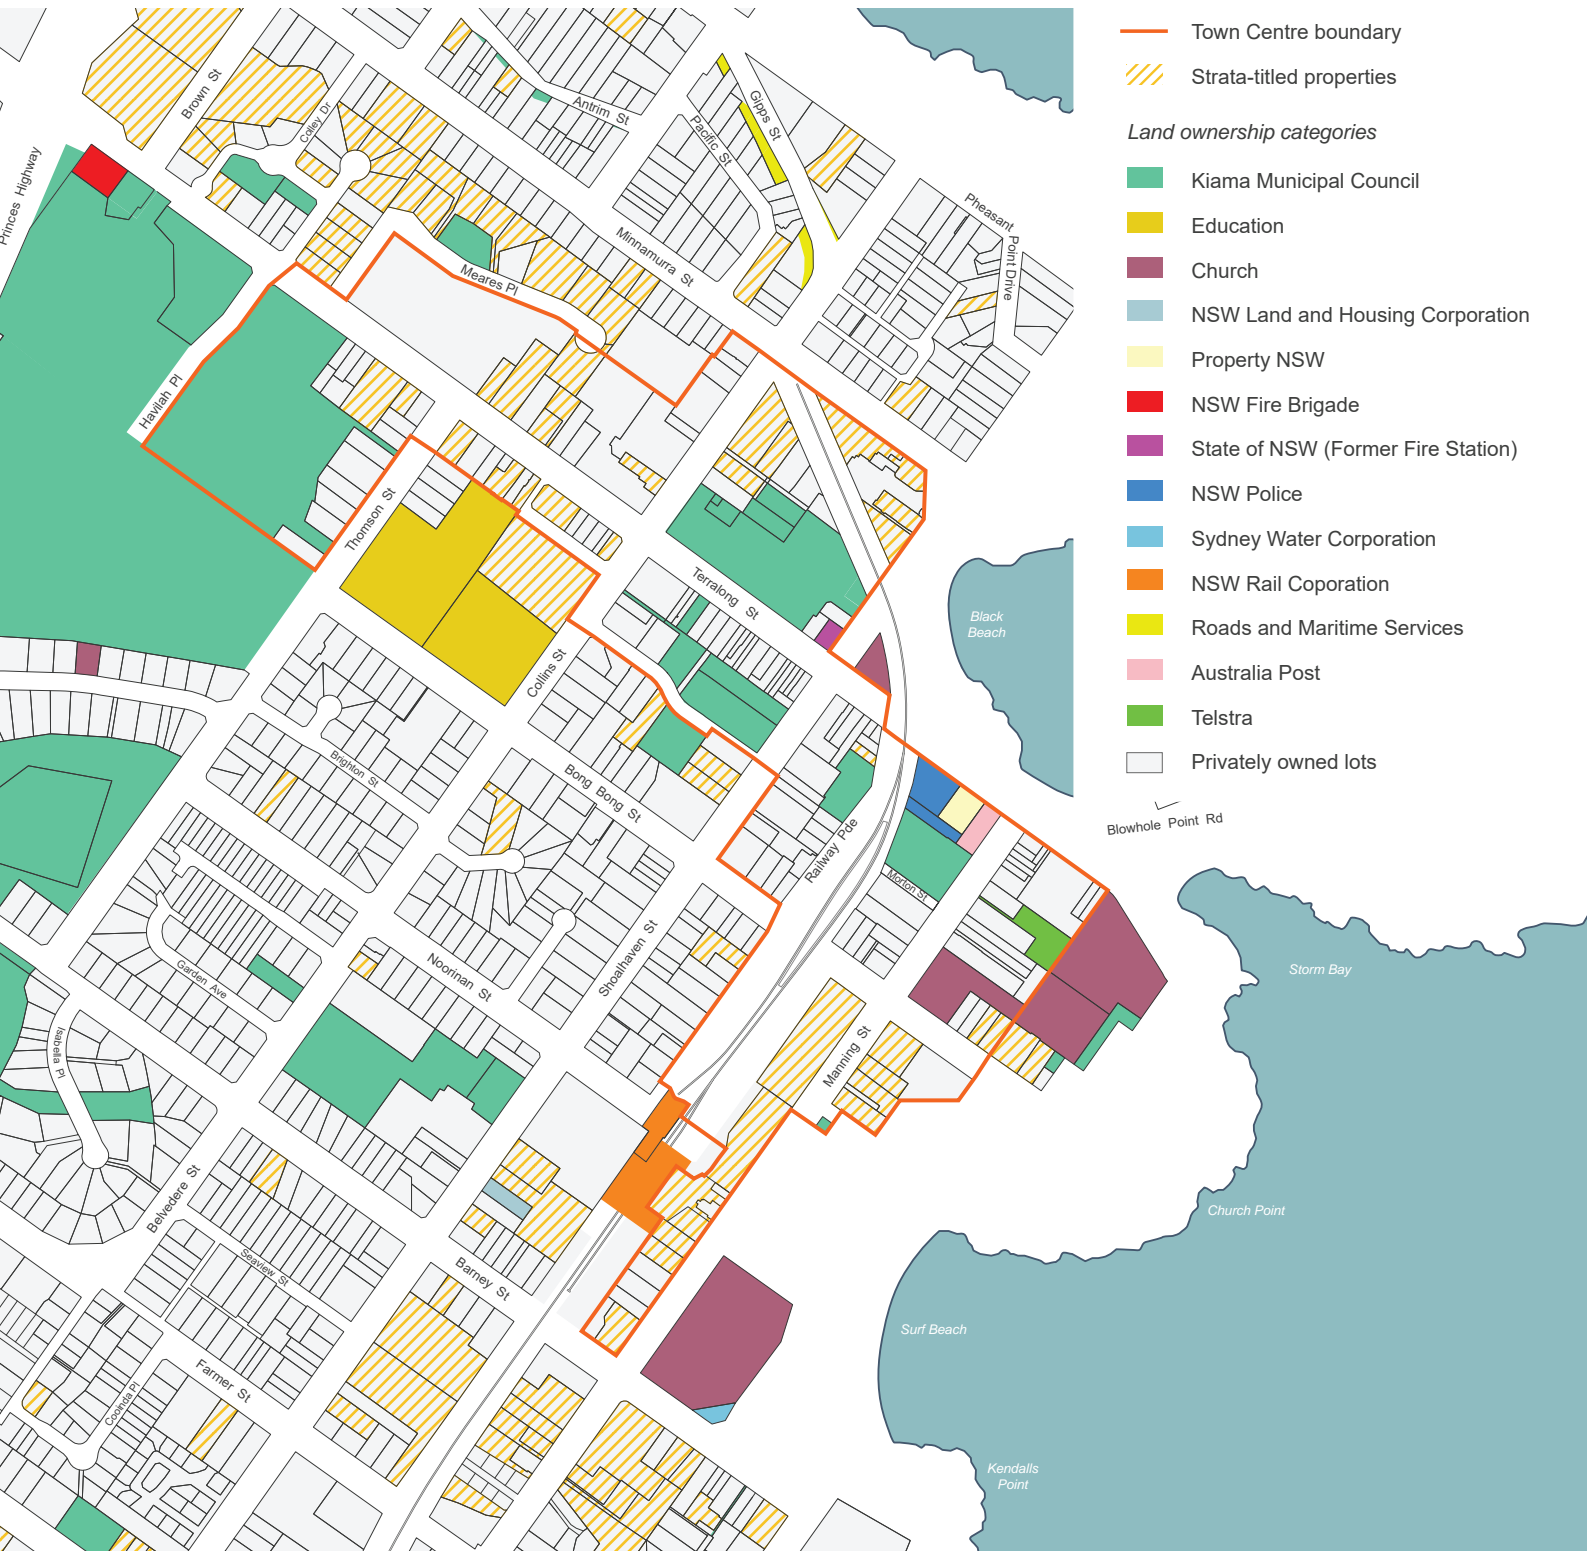 Town Centre boundary
Strata-titled properties
Land ownership categories
Kiama Municipal Council
Education
Church
NSW Land and Housing Corporation
Property NSW
NSW Fire Brigade
State of NSW (Former Fire Station)
NSW Police
Sydney Water Corporation
NSW Rail Coporation
Roads and Maritime Services
Australia Post
Telstra
Privately owned lots
Blowhole Point Rd
Princes Highway
Brown St
Colley Dr
Antrim St
Gipps St
Pacific St
Pheasant
Point Drive
Minnamurra St
Meares Pl
Havilah Pl
Thomson St
Terralong St
Black
Beach
Collins St
Brighton St
Bong Bong St
Railway Pde
Morton St
Shoalhaven St
Noorinan St
Garden Ave
Isabella Pl
Manning St
Storm Bay
Belvedere St
Church Point
Seaview St
Barney St
Surf Beach
Farmer St
Cooinda Pl
Kendalls
Point